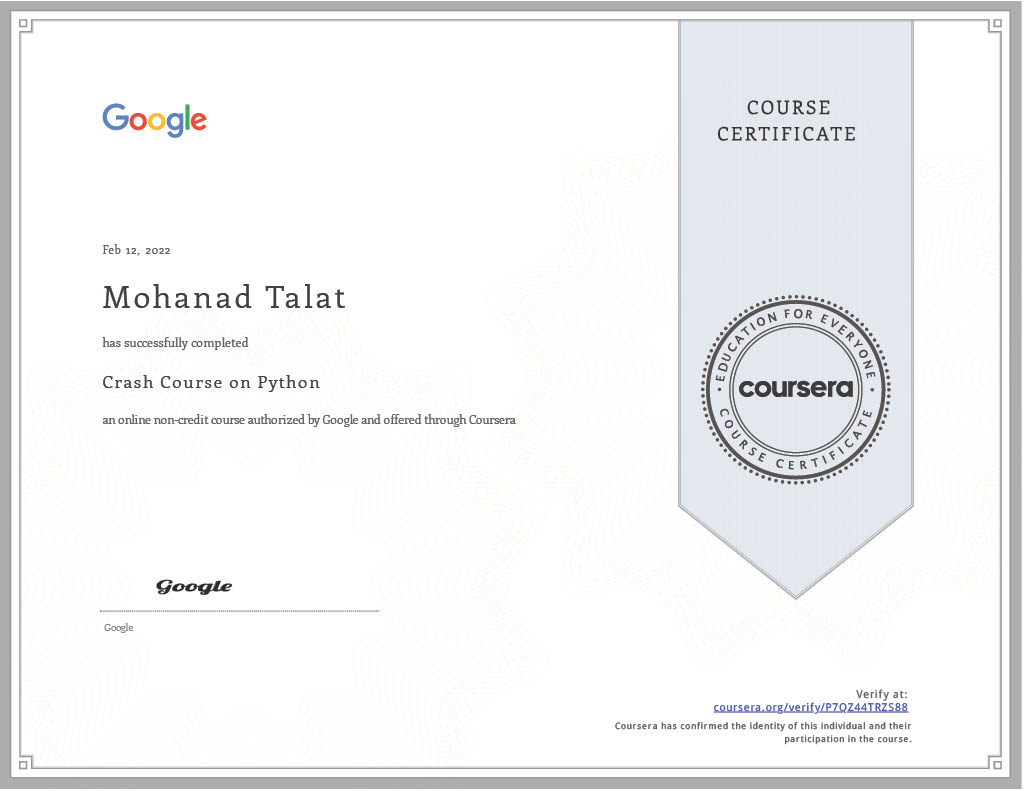 Google
COURSE
CERTIFICATE
Feb 12, 2022
Mohanad Talat
has successfully completed
Crash Course on Python
an online non-credit course authorized by Google and offered through Coursera
EDUCATION FOR EVERYONE
coursera
COURSE CERTIFICATE
Google
Google
Verify at:
coursera.org/verify/P7QZ44TRZS88
Coursera has confirmed the identity of this individual and their
participation in the course.